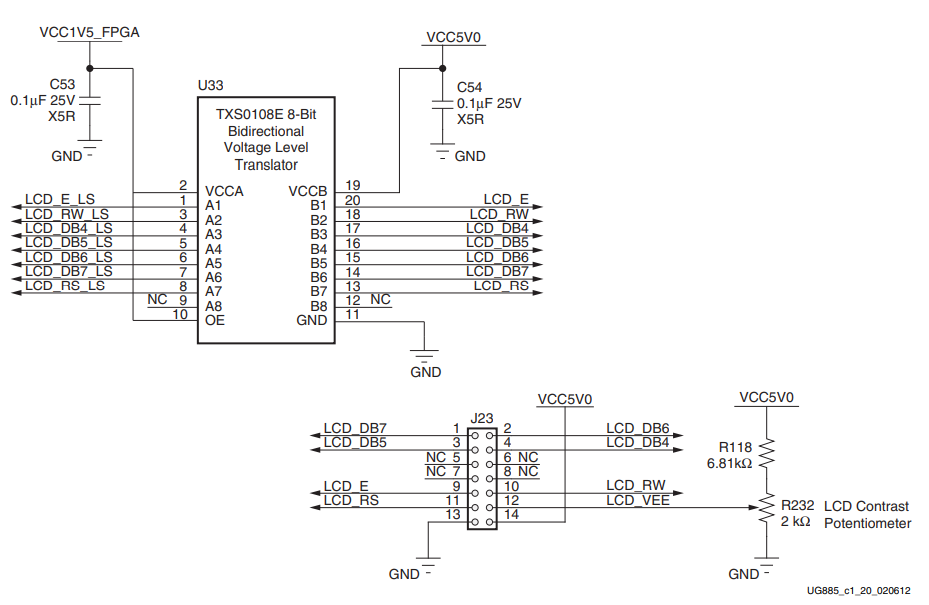 VCC1V5_FPGA
VCC5V0
C53
0.1µF 25V
X5R
GND
U33
C54
0.1µF 25V
X5R
GND
TXS0108E 8-Bit
Bidirectional
Voltage Level
Translator
2 VCCA VCCB 19
LCD_E_LS 1 A1 B1 20 LCD_E
LCD_RW_LS 3 A2 B2 18 LCD_RW
LCD_DB4_LS 4 A3 B3 17 LCD_DB4
LCD_DB5_LS 5 A4 B4 16 LCD_DB5
LCD_DB6_LS 6 A5 B5 15 LCD_DB6
LCD_DB7_LS 7 A6 B6 14 LCD_DB7
LCD_RS_LS 8 A7 B7 13 LCD_RS
NC 9 A8 B8 12 NC
10 OE GND 11
GND
VCC5V0
VCC5V0
J23
LCD_DB7 1 2 LCD_DB6
LCD_DB5 3 4 LCD_DB4
NC 5 6 NC
NC 7 8 NC
LCD_E 9 10 LCD_RW
LCD_RS 11 12 LCD_VEE
13 14
GND
R118
6.81kΩ
R232
2 kΩ
LCD Contrast
Potentiometer
GND
UG885_c1_20_020612